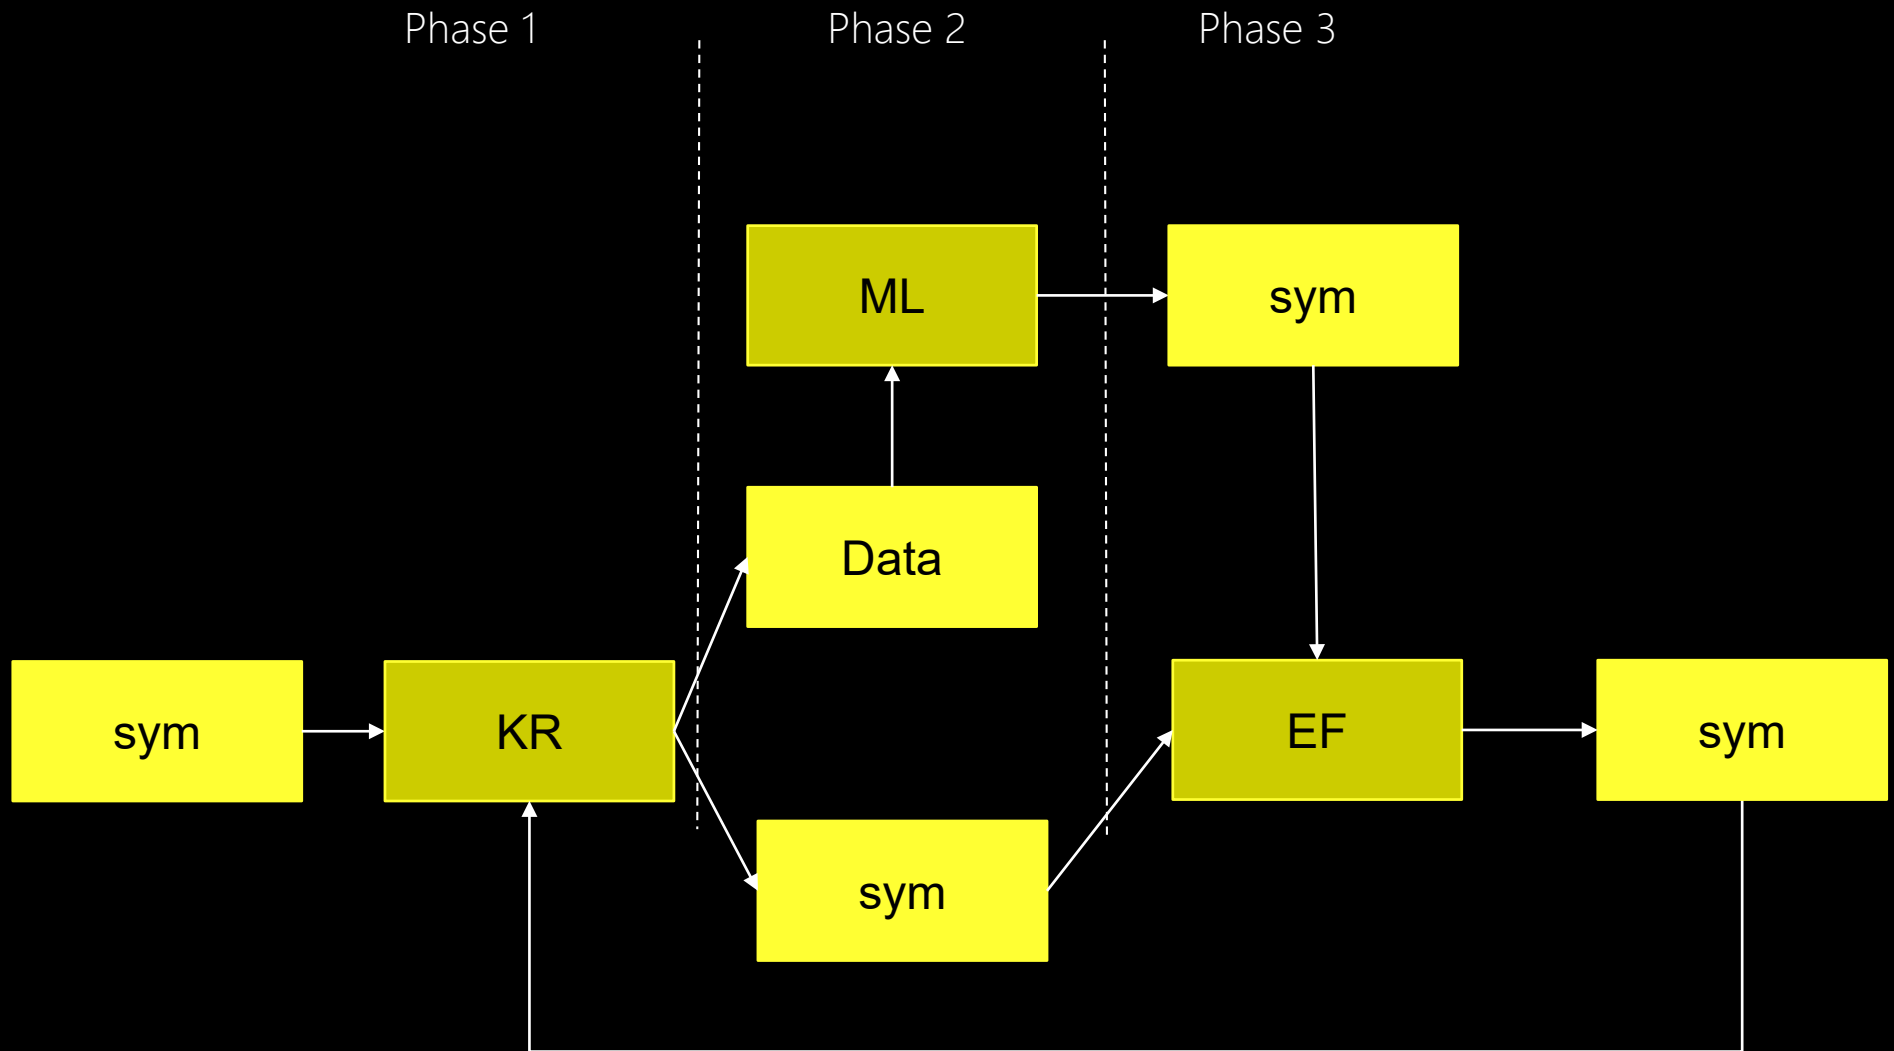 Phase 1
Phase 2
Phase 3
ML
sym
Data
sym
KR
EF
sym
sym